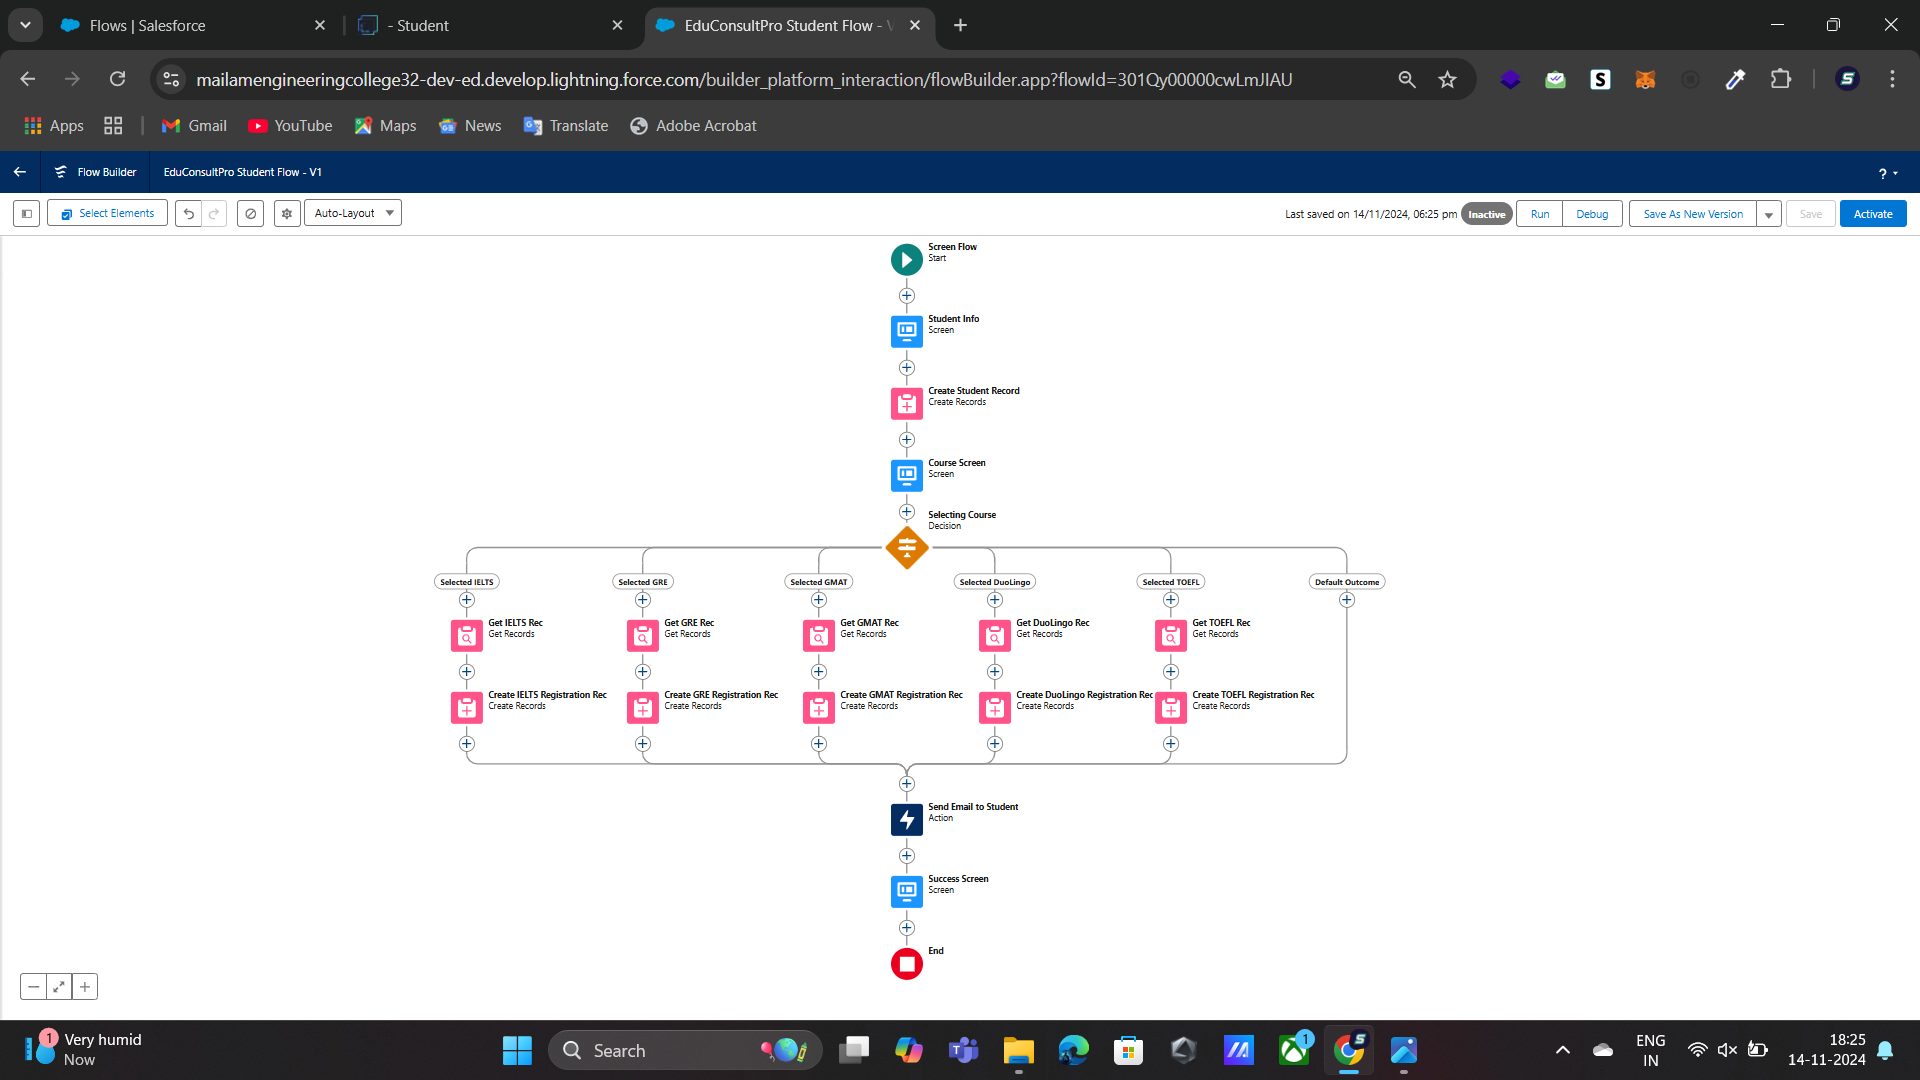 Flows | Salesforce
- Student
EduConsultPro Student Flow - V
mailamengineeringcollege32-dev-ed.develop.lightning.force.com/builder_platform_interaction/flowBuilder.app?flowId=301Qy00000cwLmJIAU
Apps
Gmail
YouTube
Maps
News
Translate
Adobe Acrobat
Flow Builder
EduConsultPro Student Flow - V1
?
Select Elements
Auto-Layout
Last saved on 14/11/2024, 06:25 pm
Inactive
Run
Debug
Save As New Version
Save
Activate
Screen Flow
Start
Student Info
Screen
Create Student Record
Create Records
Course Screen
Screen
Selecting Course
Decision
Selected IELTS
Selected GRE
Selected GMAT
Selected DuoLingo
Selected TOEFL
Default Outcome
Get IELTS Rec
Get Records
Get GRE Rec
Get Records
Get GMAT Rec
Get Records
Get DuoLingo Rec
Get Records
Get TOEFL Rec
Get Records
Create IELTS Registration Rec
Create Records
Create GRE Registration Rec
Create Records
Create GMAT Registration Rec
Create Records
Create DuoLingo Registration Rec
Create Records
Create TOEFL Registration Rec
Create Records
Send Email to Student
Action
Success Screen
Screen
End
1
Very humid
Now
Search
1
ENG
IN
18:25
14-11-2024